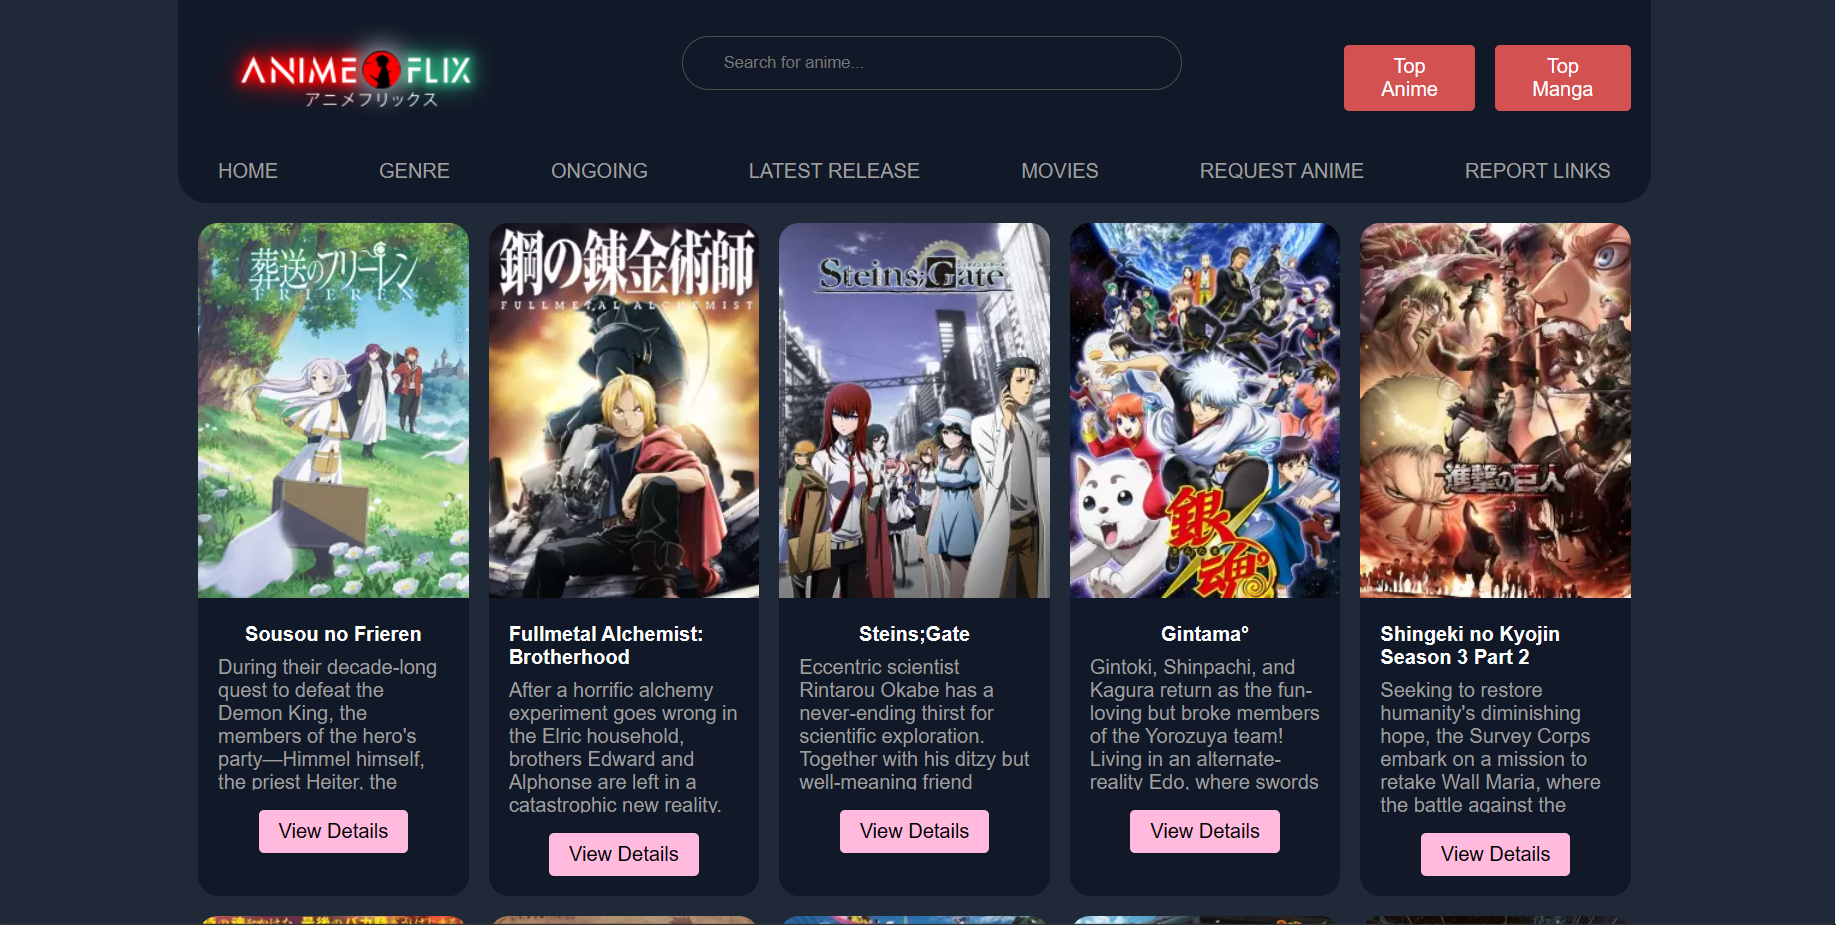 ANIME FLIX
アニメフリックス
Search for anime...
Top
Anime
Top
Manga
HOME
GENRE
ONGOING
LATEST RELEASE
MOVIES
REQUEST ANIME
REPORT LINKS
葬送のフリーレン
FRIEREN
Sousou no Frieren
During their decade-long
quest to defeat the
Demon King, the
members of the hero's
party—Himmel himself,
the priest Heiter, the
View Details
鋼の錬金術師
FULLMETAL ALCHEMIST
Fullmetal Alchemist:
Brotherhood
After a horrific alchemy
experiment goes wrong in
the Elric household,
brothers Edward and
Alphonse are left in a
catastrophic new reality.
View Details
Steins;Gate
Steins;Gate
Eccentric scientist
Rintarou Okabe has a
never-ending thirst for
scientific exploration.
Together with his ditzy but
well-meaning friend
View Details
銀魂°
Gintama°
Gintoki, Shinpachi, and
Kagura return as the fun-
loving but broke members
of the Yorozuya team!
Living in an alternate-
reality Edo, where swords
View Details
進撃の巨人
Shingeki no Kyojin
Season 3 Part 2
Seeking to restore
humanity's diminishing
hope, the Survey Corps
embark on a mission to
retake Wall Maria, where
the battle against the
View Details